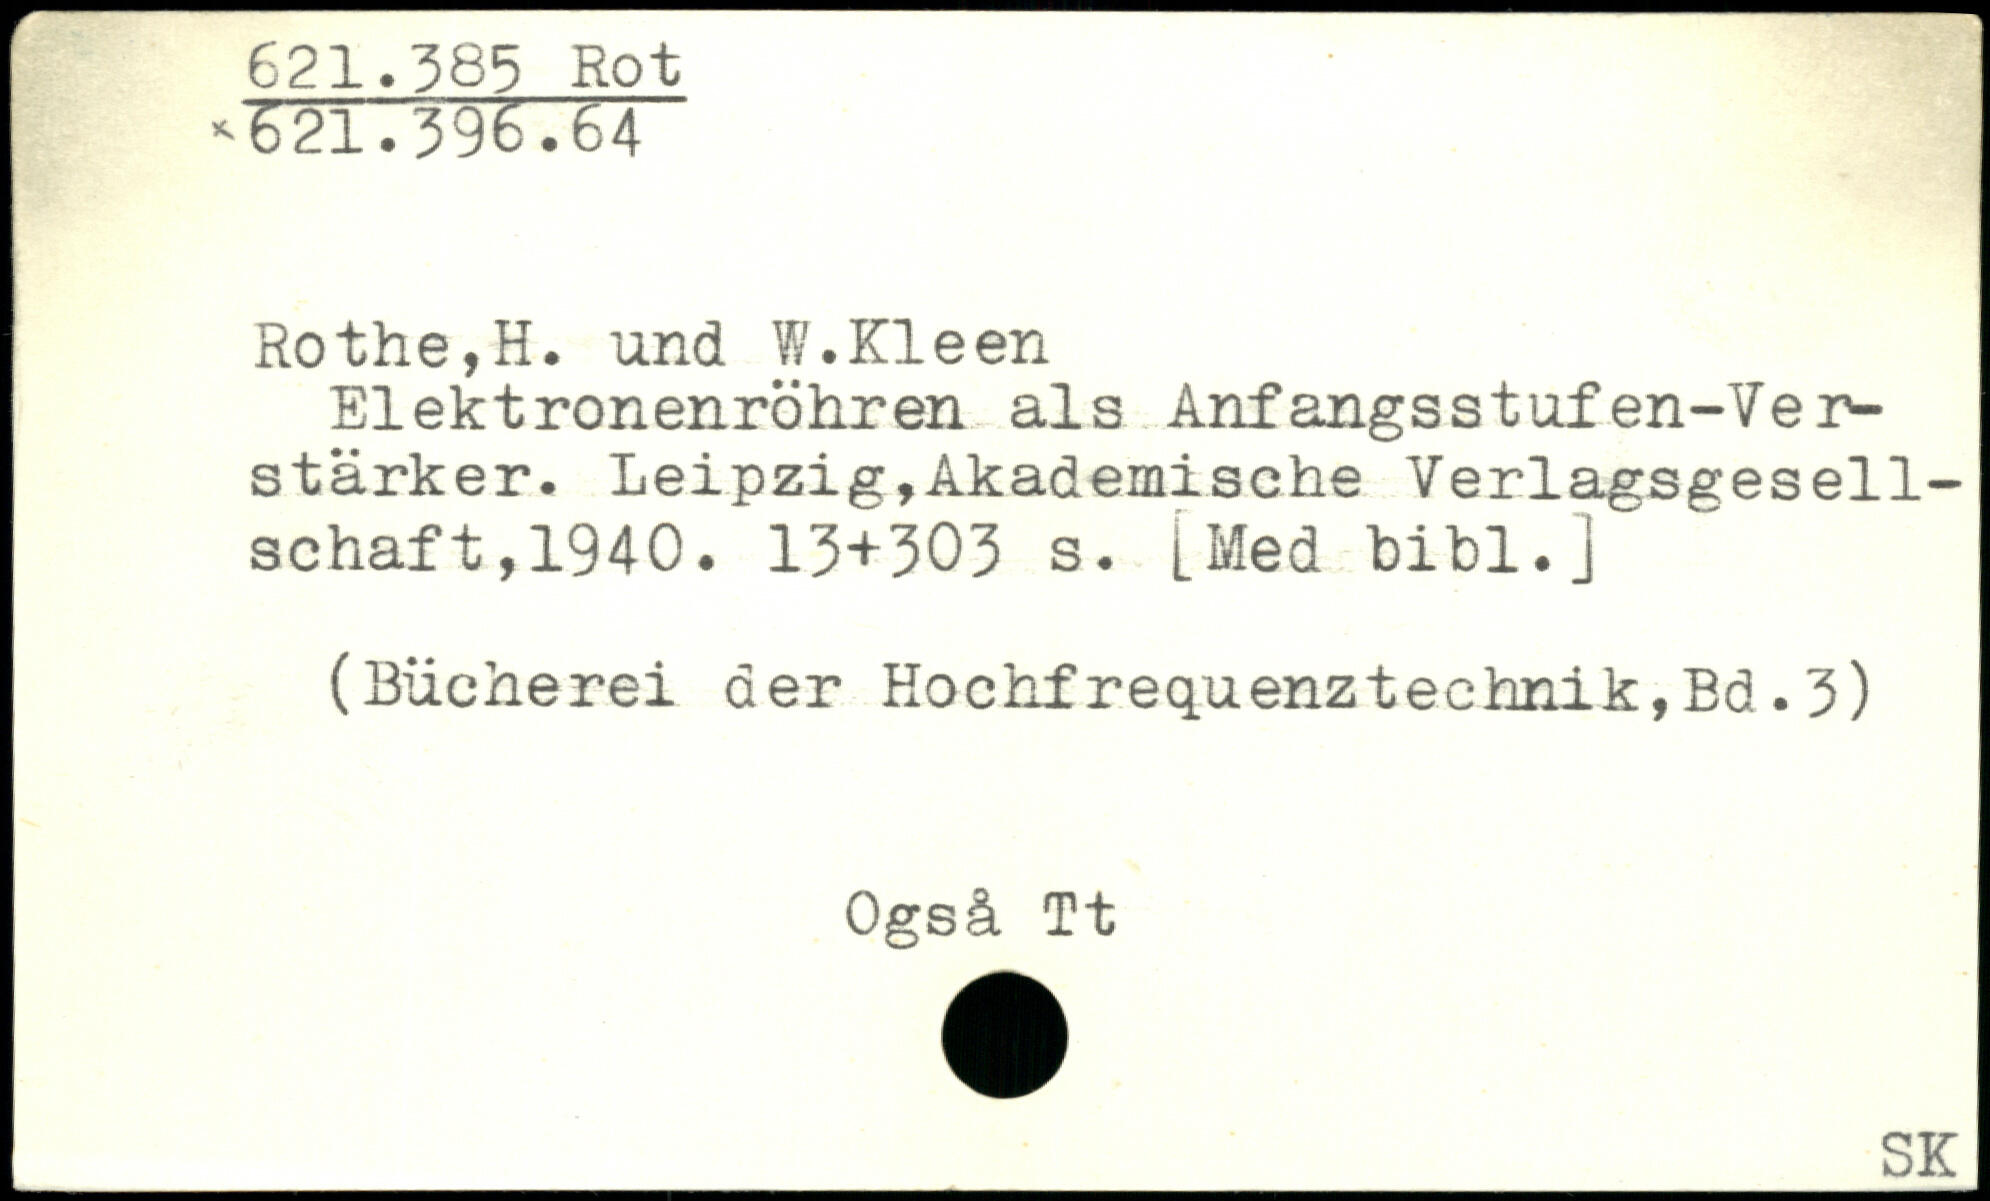 621.385 Rot
×621.396.64
Rothe,H. und W.Kleen
Elektronenröhren als Anfangsstufen-Ver-
stärker. Leipzig,Akademische Verlagsgesell-
schaft,1940. 13+303 s. [Med bibl.]
(Bücherei der Hochfrequenztechnik,Bd.3)
Også Tt
SK